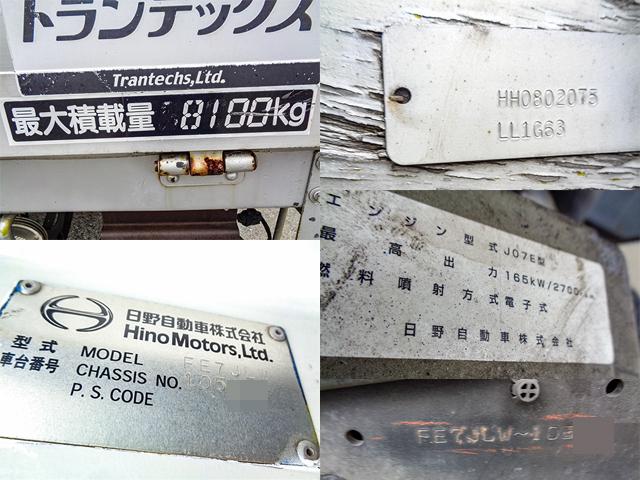 トランテックス
Trantechs,Ltd.
最大積載量 8100kg
HH0802075
LL1G63
エンジン型式 J07E型
最高出力 165kW/2700
燃料噴射方式 電子式
日野自動車株式会社
日野自動車株式会社
Hino Motors,Ltd.
型式 MODEL FE7JL
車台番号 CHASSIS NO. 105
P.S.CODE
FE7JLW~105